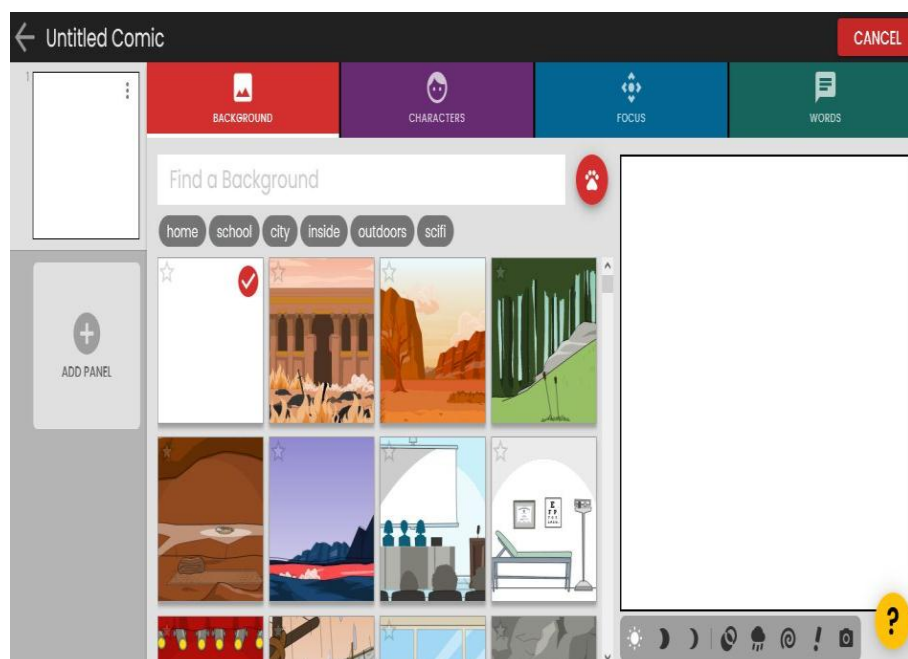 Untitled Comic
CANCEL
1
BACKGROUND
CHARACTERS
FOCUS
WORDS
Find a Background
home school city inside outdoors scifi
ADD PANEL
E
F P
?